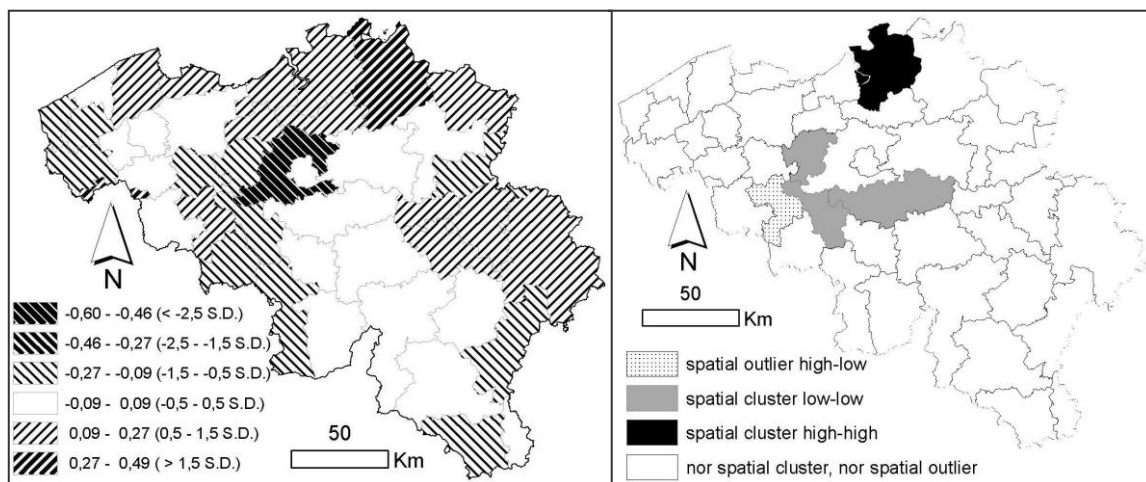 N
-0,60 - -0,46 (< -2,5 S.D.)
-0,46 - -0,27 (-2,5 - -1,5 S.D.)
-0,27 - -0,09 (-1,5 - -0,5 S.D.)
-0,09 - 0,09 (-0,5 - 0,5 S.D.)
0,09 - 0,27 (0,5 - 1,5 S.D.)
0,27 - 0,49 ( > 1,5 S.D.)
50
Km
N
50
Km
spatial outlier high-low
spatial cluster low-low
spatial cluster high-high
nor spatial cluster, nor spatial outlier